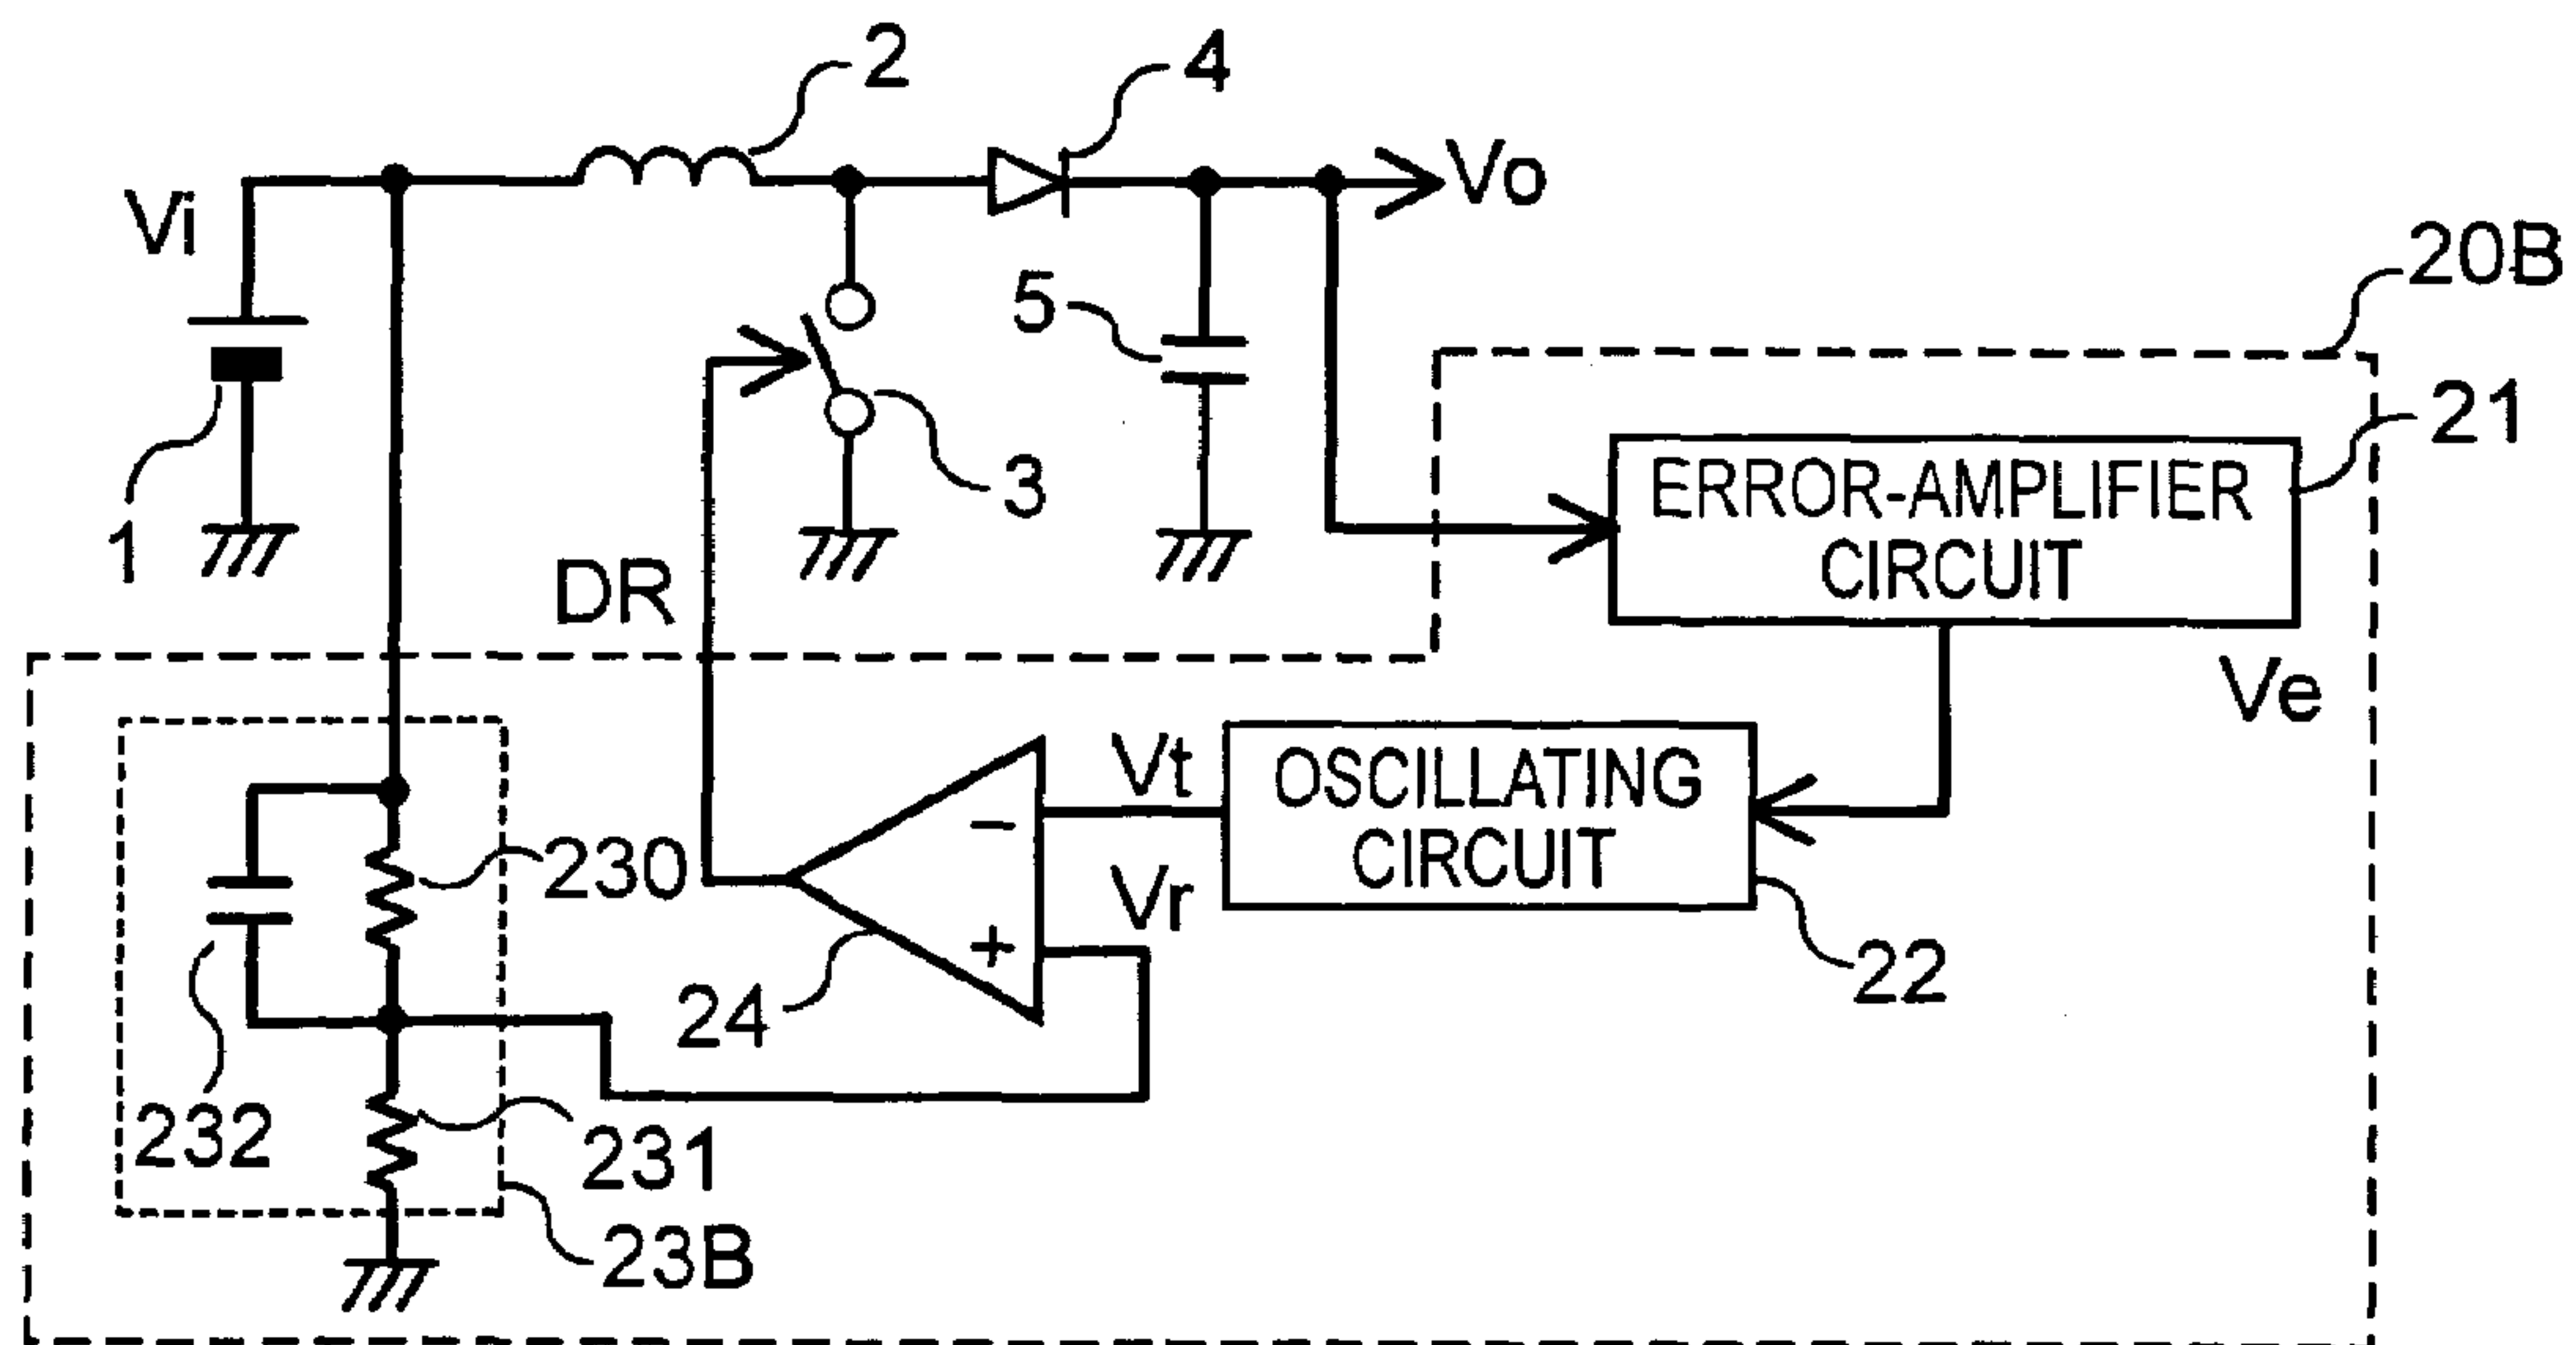 2
4
Vo
Vi
20B
5
21
3
1
ERROR-AMPLIFIER
CIRCUIT
DR
Ve
Vt
OSCILLATING
CIRCUIT
230
Vr
−
+
24
22
232
231
23B